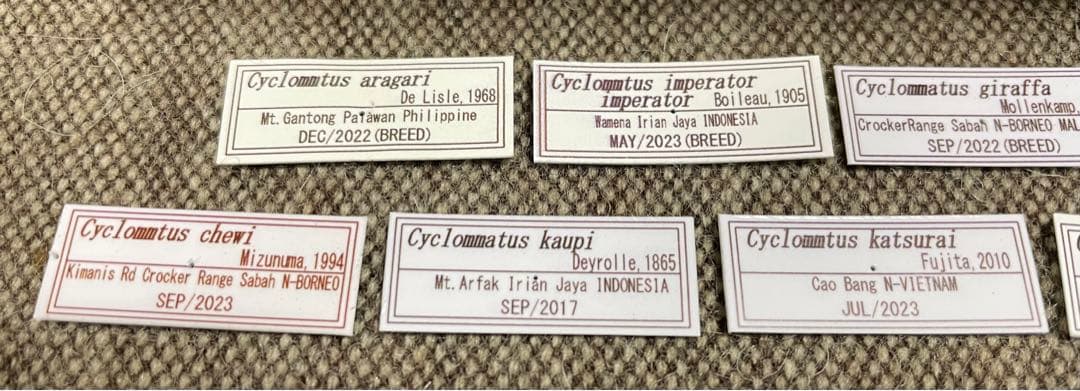 Cyclommtus aragari
De Lisle, 1968
Mt. Gantong Palawan Philippine
DEC/2022(BREED)
Cyclommtus imperator
imperator Boileau, 1905
Wamena Irian Jaya INDONESIA
MAY/2023(BREED)
Cyclommatus giraffa
Mollenkamp,
CrockerRange Sabah N-BORNEO MAL
SEP/2022(BREED)
Cyclommtus chewi
Mizunuma, 1994
Kimanis Rd Crocker Range Sabah N-BORNEO
SEP/2023
Cyclommatus kaupi
Deyrolle, 1865
Mt. Arfak Irian Jaya INDONESIA
SEP/2017
Cyclommtus katsurai
Fujita, 2010
Cao Bang N-VIETNAM
JUL/2023